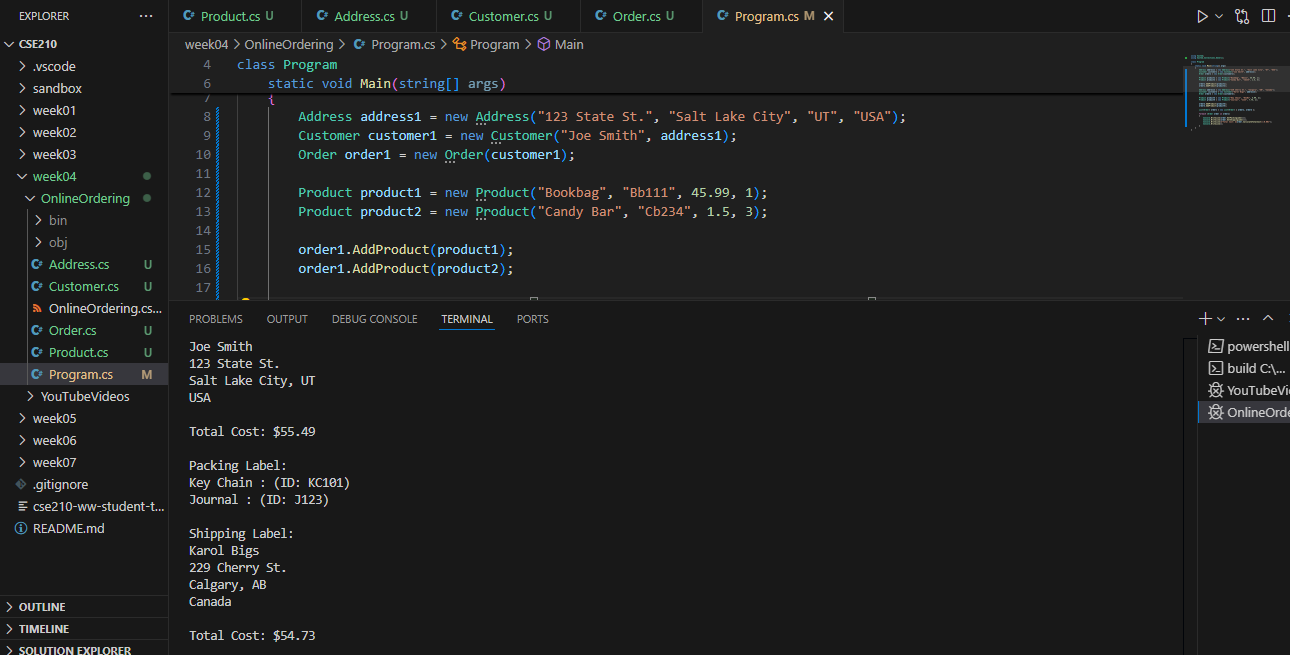 EXPLORER ...
CSE210
.vscode
sandbox
week01
week02
week03
week04
OnlineOrdering
bin
obj
Address.cs U
Customer.cs U
OnlineOrdering.cs...
Order.cs U
Product.cs U
Program.cs M
YouTubeVideos
week05
week06
week07
.gitignore
cse210-ww-student-t...
README.md
OUTLINE
TIMELINE
SOLUTION EXPLORER
Product.cs U Address.cs U Customer.cs U Order.cs U Program.cs M
week04 > OnlineOrdering > Program.cs > Program > Main
4 class Program
6 static void Main(string[] args)
7 {
8 Address address1 = new Address("123 State St.", "Salt Lake City", "UT", "USA");
9 Customer customer1 = new Customer("Joe Smith", address1);
10 Order order1 = new Order(customer1);
11
12 Product product1 = new Product("Bookbag", "Bb111", 45.99, 1);
13 Product product2 = new Product("Candy Bar", "Cb234", 1.5, 3);
14
15 order1.AddProduct(product1);
16 order1.AddProduct(product2);
17
PROBLEMS OUTPUT DEBUG CONSOLE TERMINAL PORTS
Joe Smith
123 State St.
Salt Lake City, UT
USA
Total Cost: $55.49
Packing Label:
Key Chain : (ID: KC101)
Journal : (ID: J123)
Shipping Label:
Karol Bigs
229 Cherry St.
Calgary, AB
Canada
Total Cost: $54.73
powershell
build C:\...
YouTubeVi
OnlineOrde